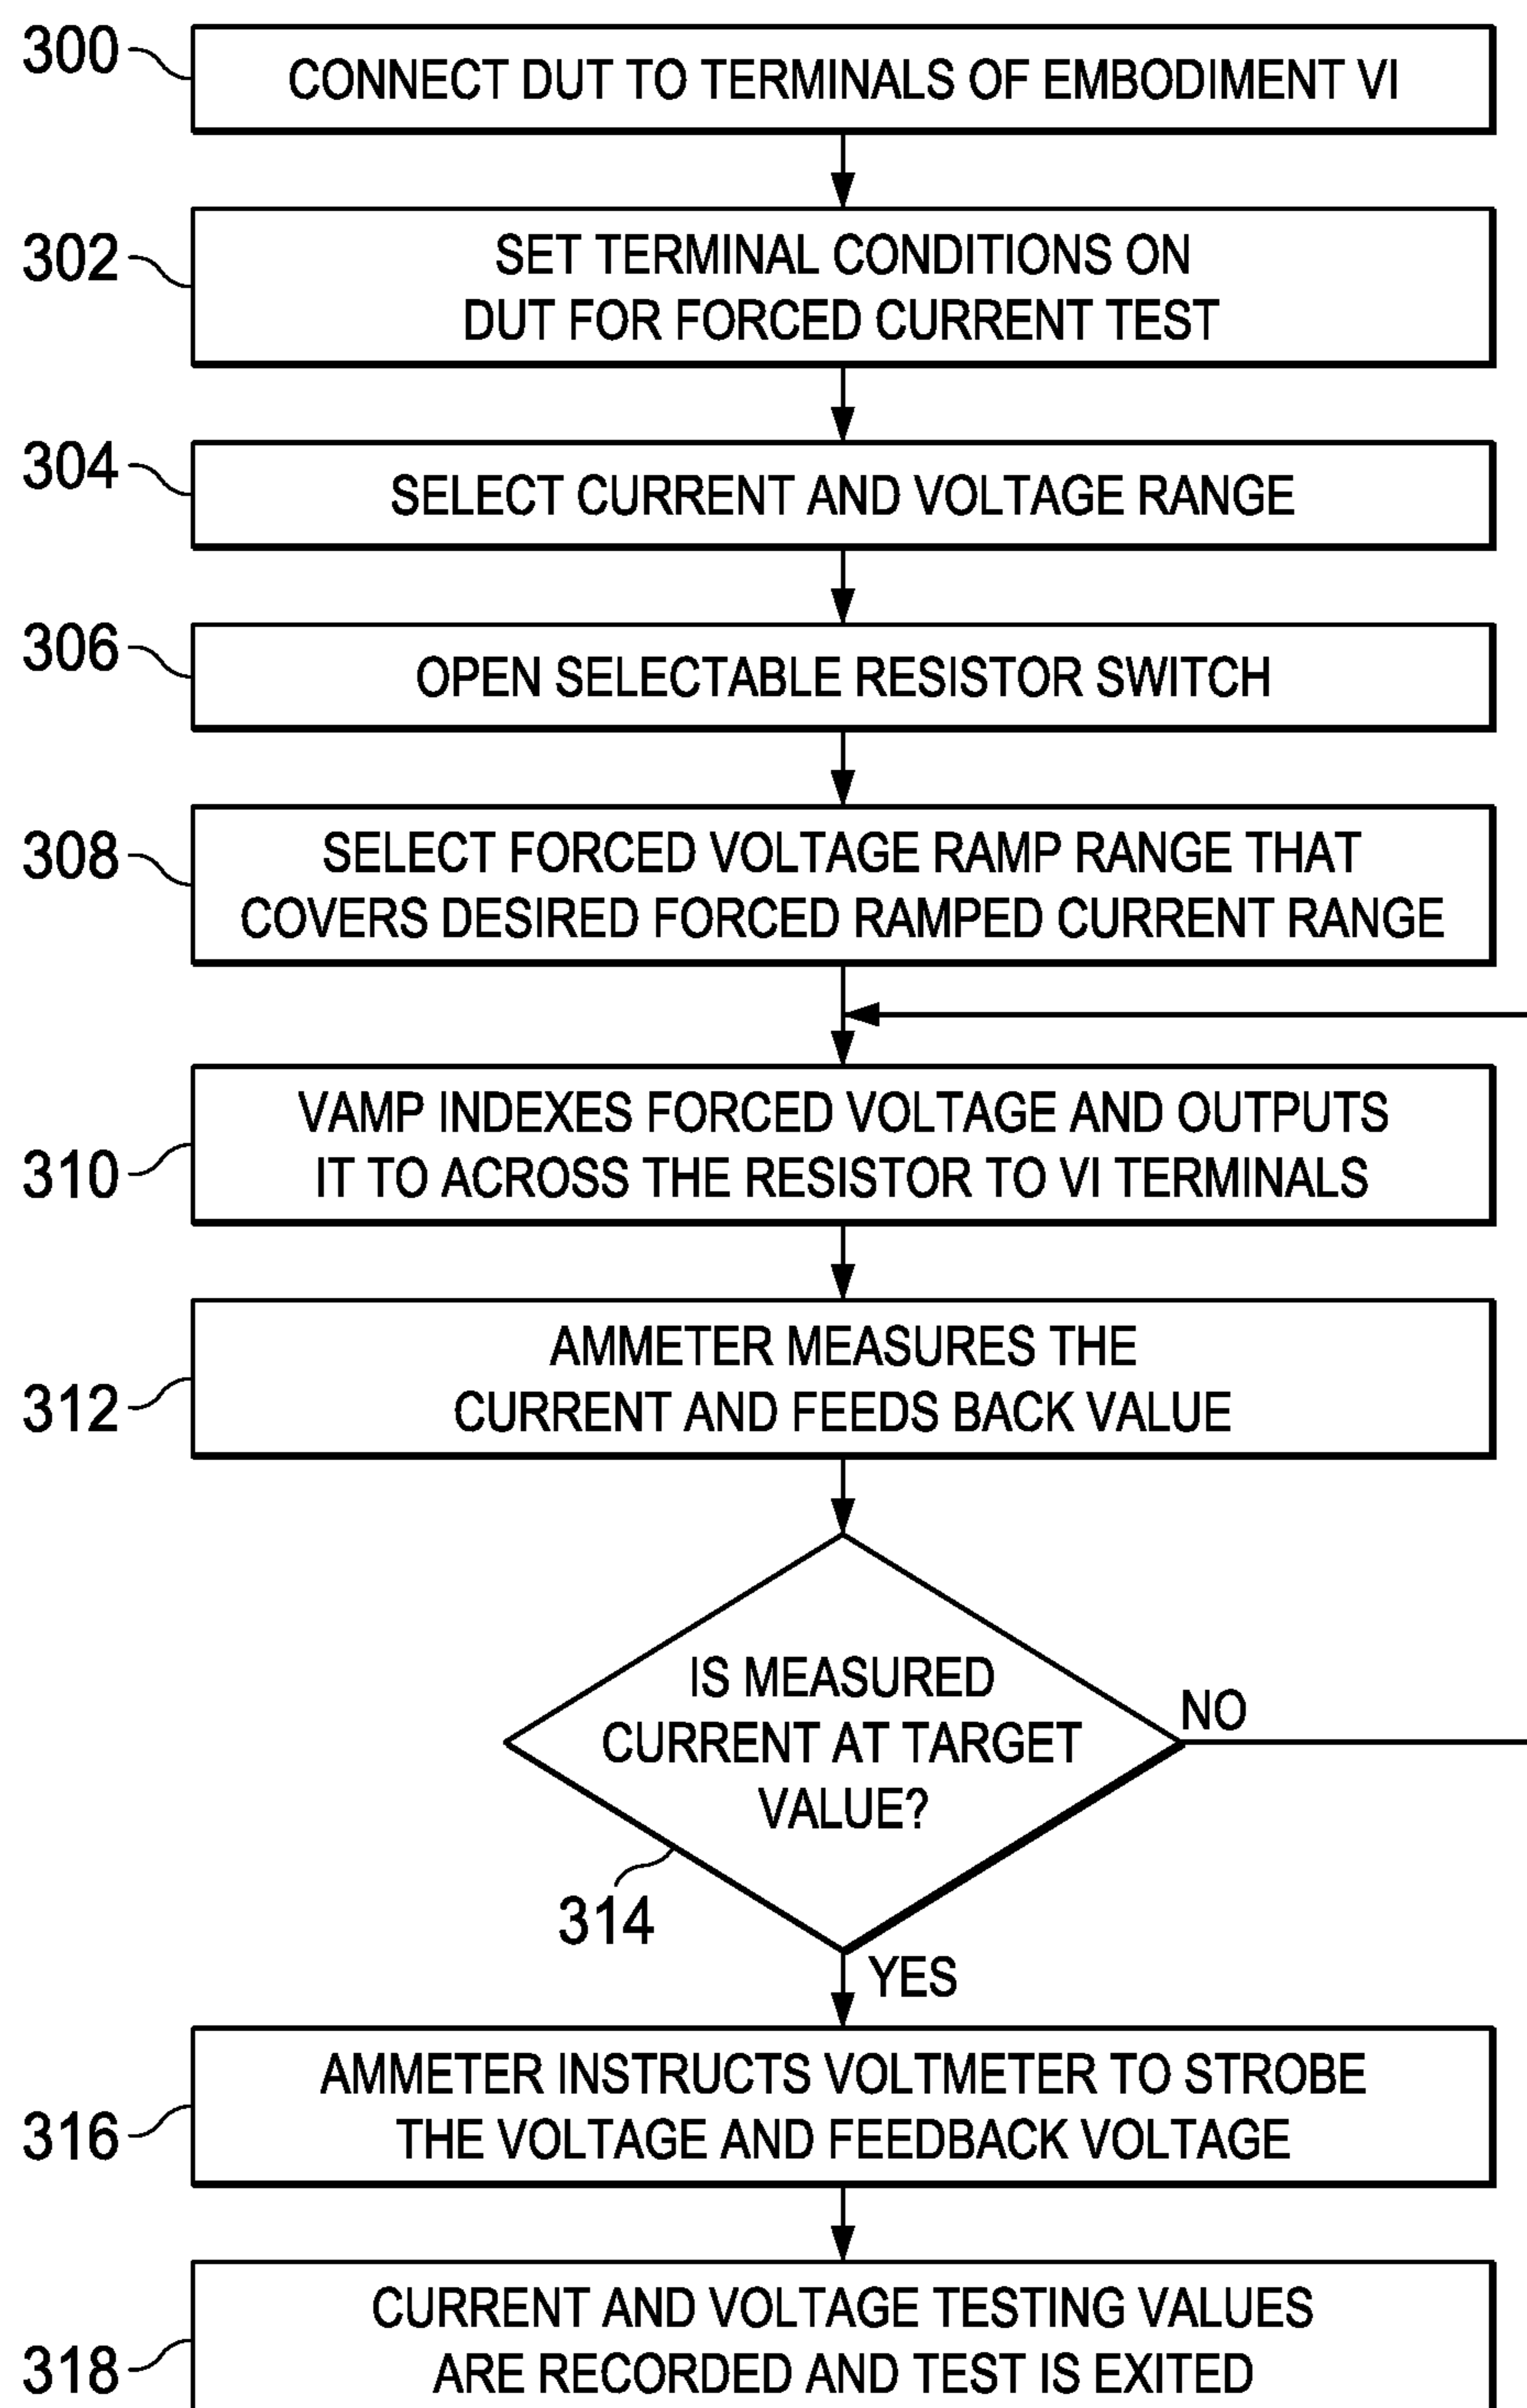 300
CONNECT DUT TO TERMINALS OF EMBODIMENT VI
302
SET TERMINAL CONDITIONS ON
DUT FOR FORCED CURRENT TEST
304
SELECT CURRENT AND VOLTAGE RANGE
306
OPEN SELECTABLE RESISTOR SWITCH
308
SELECT FORCED VOLTAGE RAMP RANGE THAT
COVERS DESIRED FORCED RAMPED CURRENT RANGE
310
VAMP INDEXES FORCED VOLTAGE AND OUTPUTS
IT TO ACROSS THE RESISTOR TO VI TERMINALS
312
AMMETER MEASURES THE
CURRENT AND FEEDS BACK VALUE
IS MEASURED
CURRENT AT TARGET
VALUE?
NO
314
YES
316
AMMETER INSTRUCTS VOLTMETER TO STROBE
THE VOLTAGE AND FEEDBACK VOLTAGE
318
CURRENT AND VOLTAGE TESTING VALUES
ARE RECORDED AND TEST IS EXITED